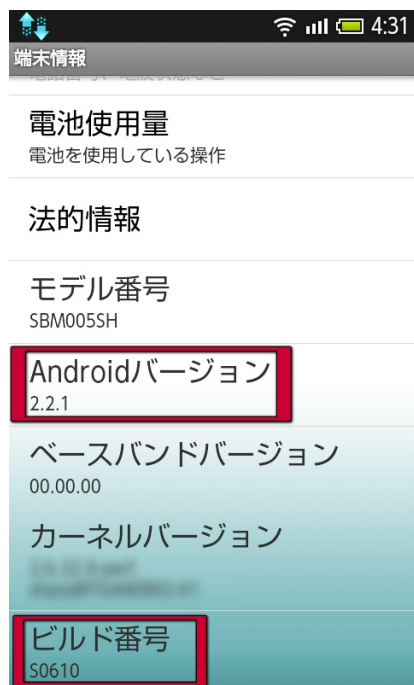 4:31
端末情報
電池使用量
電池を使用している操作
法的情報
モデル番号
SBM005SH
Androidバージョン
2.2.1
ベースバンドバージョン
00.00.00
カーネルバージョン
ビルド番号
S0610